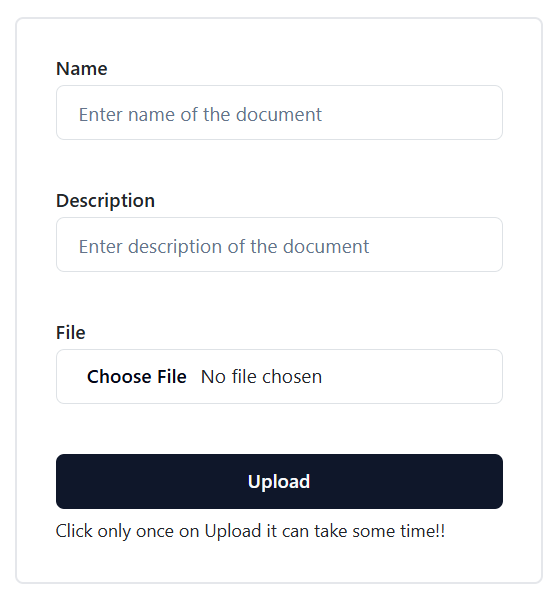 Name
Enter name of the document
Description
Enter description of the document
File
Choose File No file chosen
Upload
Click only once on Upload it can take some time!!